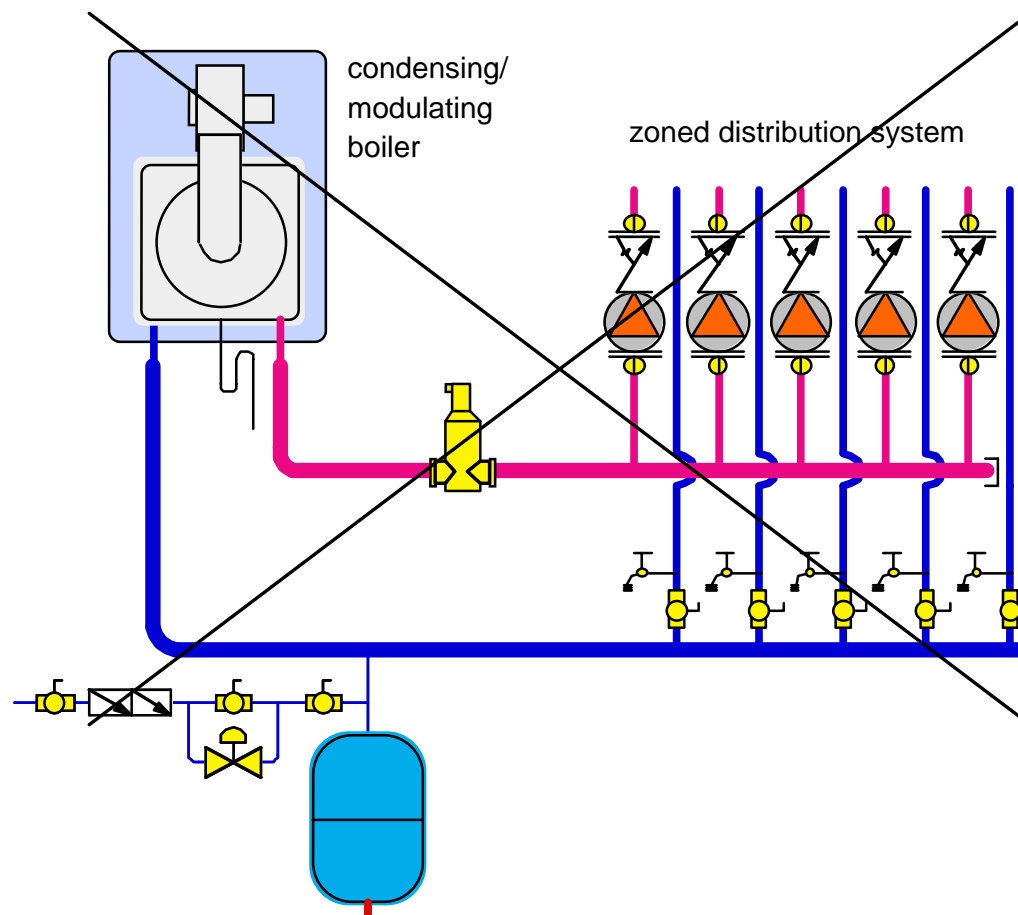 condensing/
modulating
boiler
zoned distribution system